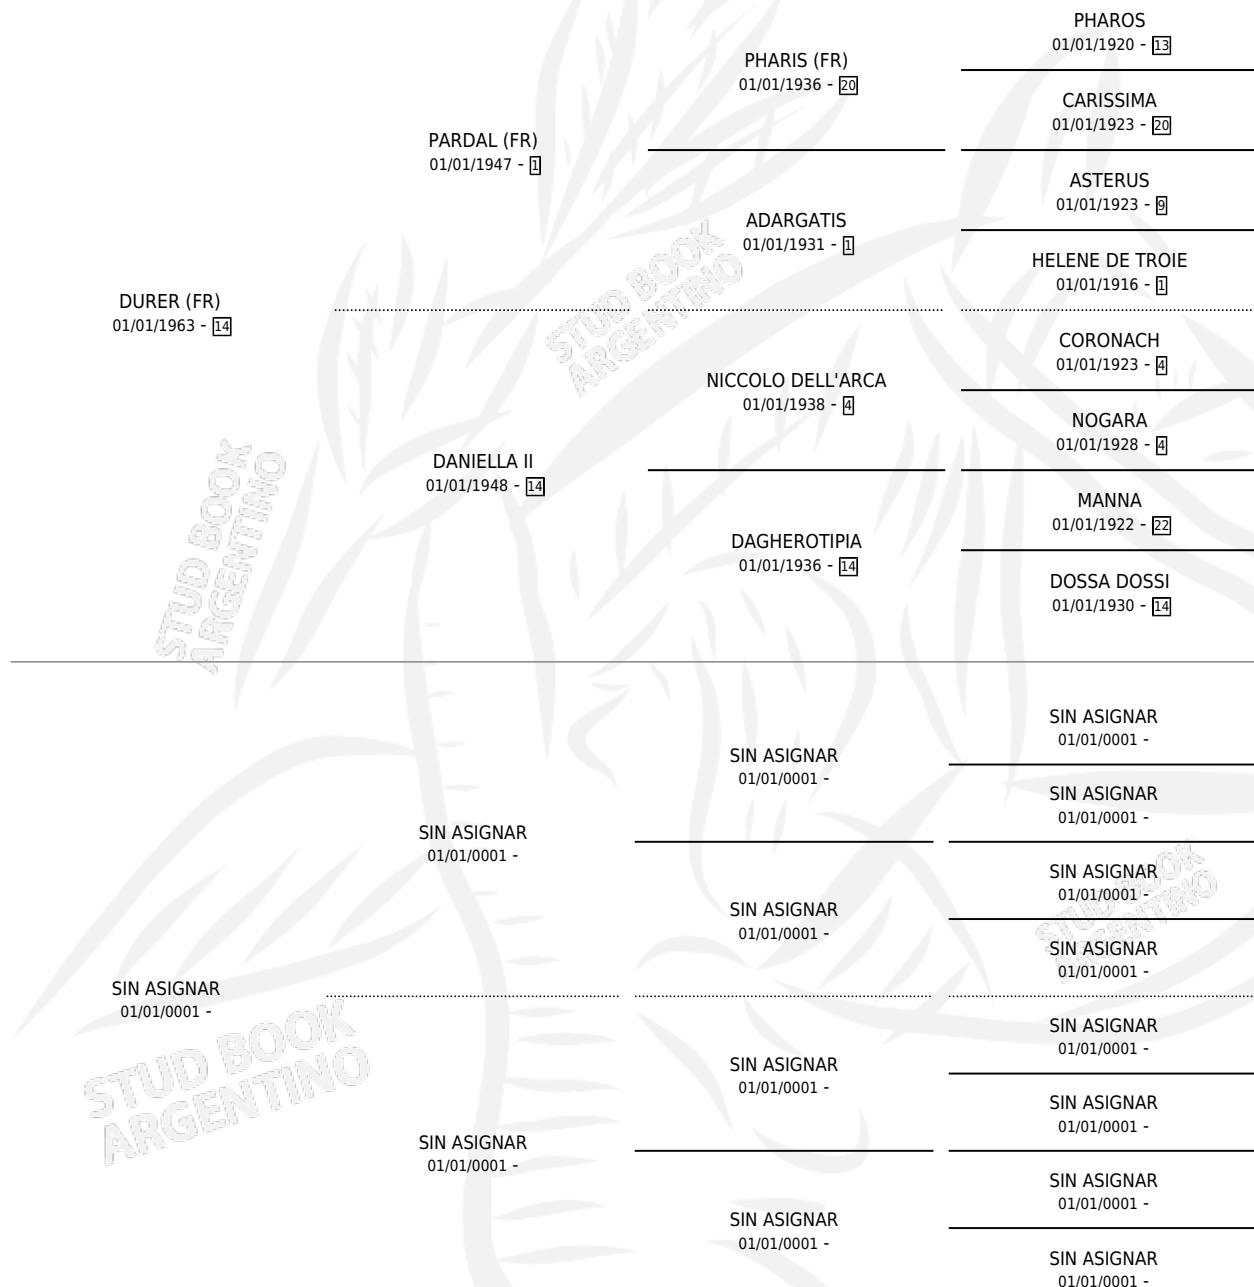 PHAROS
01/01/1920 - 13
PHARIS (FR)
01/01/1936 - 20
CARISSIMA
01/01/1923 - 20
PARDAL (FR)
01/01/1947 - 1
ASTERUS
01/01/1923 - 9
ADARGATIS
01/01/1931 - 1
HELENE DE TROIE
01/01/1916 - 1
DURER (FR)
01/01/1963 - 14
CORONACH
01/01/1923 - 4
NICCOLO DELL'ARCA
01/01/1938 - 4
NOGARA
01/01/1928 - 4
DANIELLA II
01/01/1948 - 14
MANNA
01/01/1922 - 22
DAGHEROTIPIA
01/01/1936 - 14
DOSSA DOSSI
01/01/1930 - 14
STUD BOOK
ARGENTINO
STUD BOOK
ARGENTINO
SIN ASIGNAR
01/01/0001 -
SIN ASIGNAR
01/01/0001 -
SIN ASIGNAR
01/01/0001 -
SIN ASIGNAR
01/01/0001 -
SIN ASIGNAR
01/01/0001 -
SIN ASIGNAR
01/01/0001 -
SIN ASIGNAR
01/01/0001 -
SIN ASIGNAR
01/01/0001 -
SIN ASIGNAR
01/01/0001 -
SIN ASIGNAR
01/01/0001 -
SIN ASIGNAR
01/01/0001 -
SIN ASIGNAR
01/01/0001 -
SIN ASIGNAR
01/01/0001 -
SIN ASIGNAR
01/01/0001 -
SIN ASIGNAR
01/01/0001 -
STUD BOOK
ARGENTINO
STUD BOOK
ARGENTINO